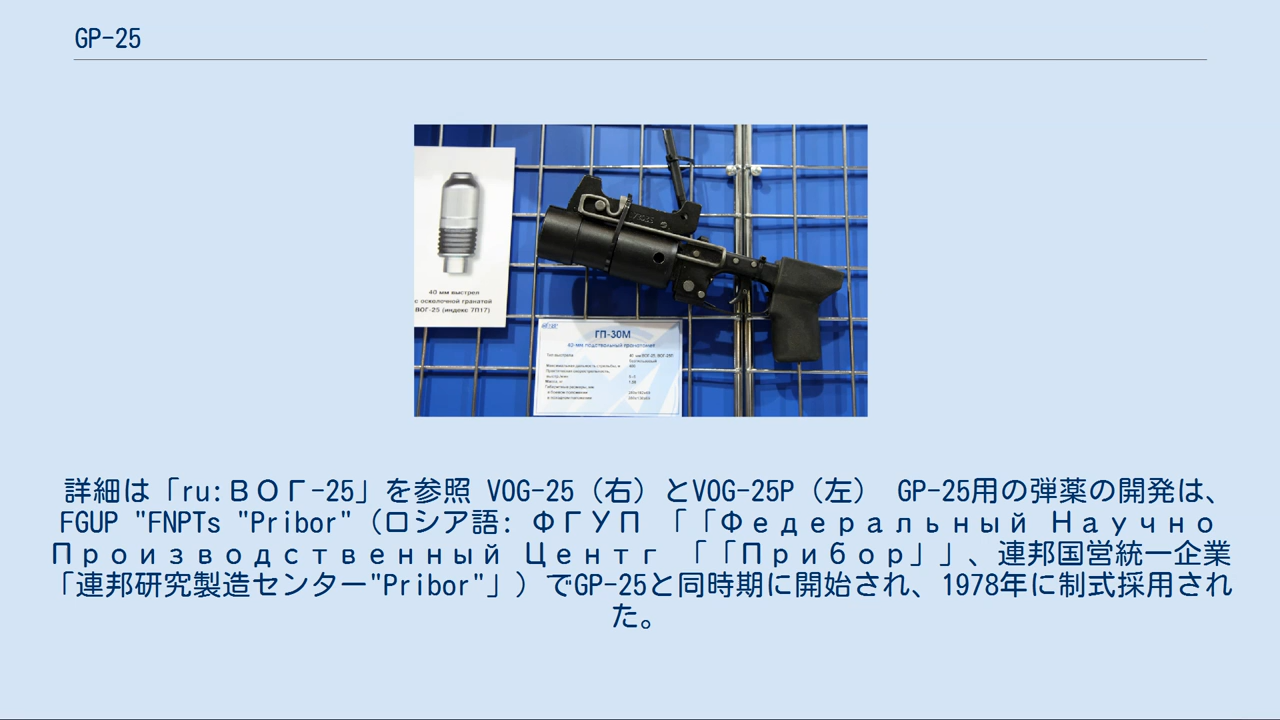 GP-25
40 мм выстрел
с осколочной гранатой
ВОГ-25 (индекс 7П17)
ГП-30М
40 мм подствольный гранатомет
詳細は「ru:ВОГ-25」を参照 VOG-25（右）とVOG-25P（左） GP-25用の弾薬の開発は、
FGUP "FNPTs "Pribor"（ロシア語: ФГУП 「「Федеральный Научно
Производственный Центг 「「Прибор」」、連邦国営統一企業
「連邦研究製造センター"Pribor"」）でGP-25と同時期に開始され、1978年に制式採用され
た。